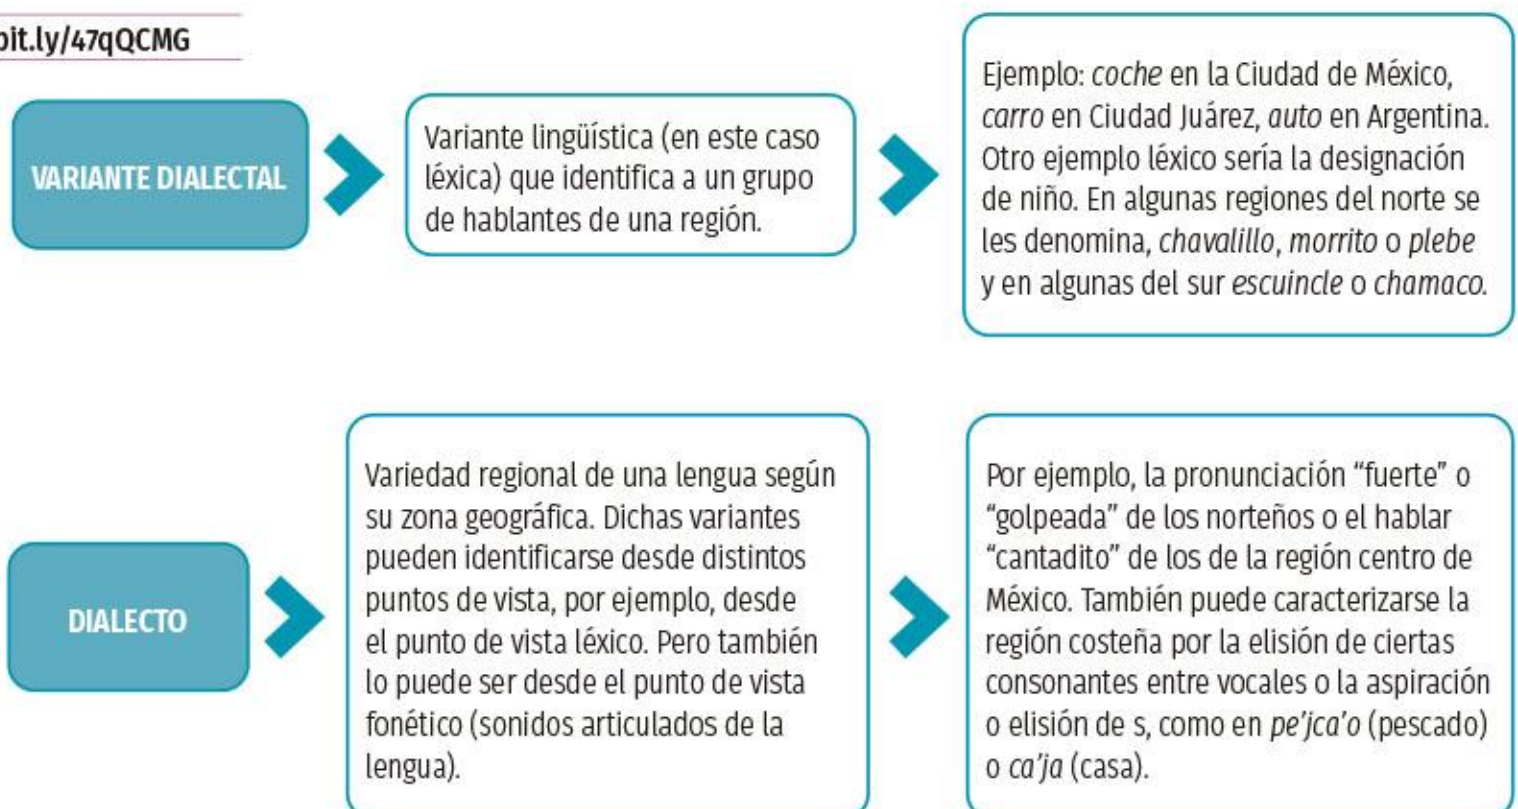 bit.ly/47qQCMG
VARIANTE DIALECTAL
Variante lingüística (en este caso
léxica) que identifica a un grupo
de hablantes de una región.
Ejemplo: coche en la Ciudad de México,
carro en Ciudad Juárez, auto en Argentina.
Otro ejemplo léxico sería la designación
de niño. En algunas regiones del norte se
les denomina, chavalillo, morrito o plebe
y en algunas del sur escuincle o chamaco.
DIALECTO
Variedad regional de una lengua según
su zona geográfica. Dichas variantes
pueden identificarse desde distintos
puntos de vista, por ejemplo, desde
el punto de vista léxico. Pero también
lo puede ser desde el punto de vista
fonético (sonidos articulados de la
lengua).
Por ejemplo, la pronunciación “fuerte” o
“golpeada” de los norteños o el hablar
“cantadito” de los de la región centro de
México. También puede caracterizarse la
región costeña por la elisión de ciertas
consonantes entre vocales o la aspiración
o elisión de s, como en pe’jca’o (pescado)
o ca’ja (casa).